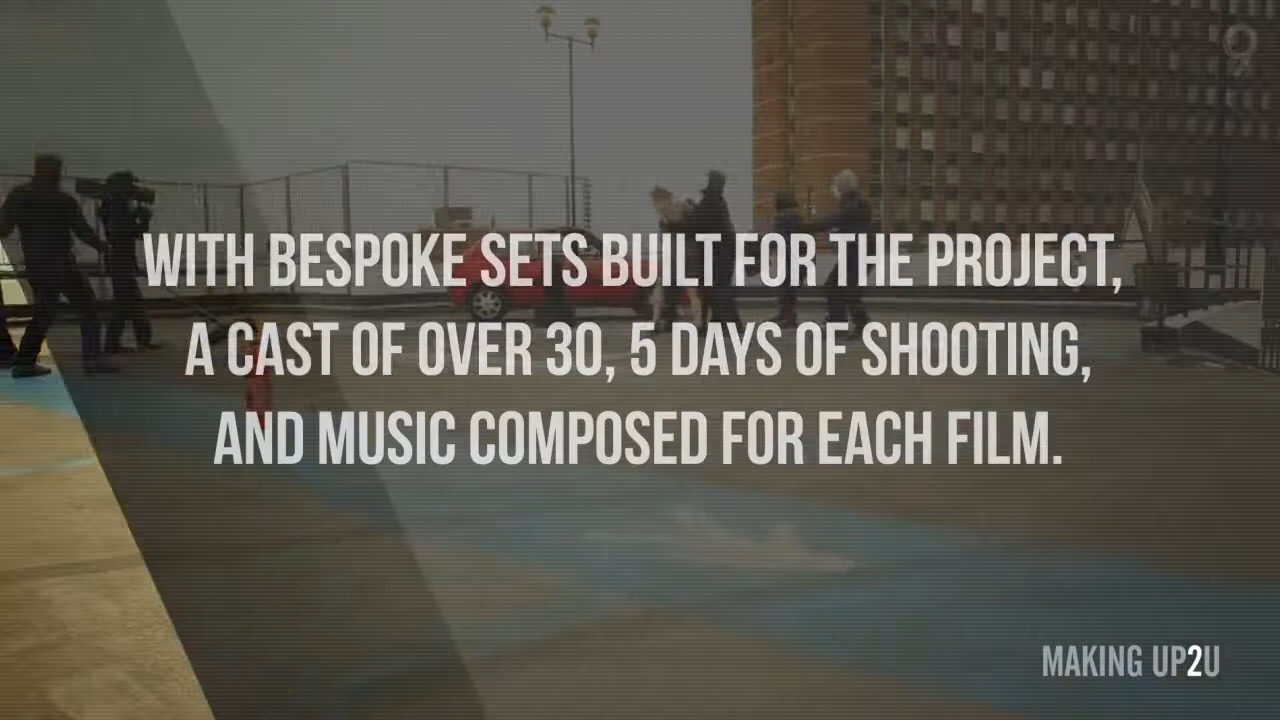 WITH BESPOKE SETS BUILT FOR THE PROJECT,
A CAST OF OVER 30, 5 DAYS OF SHOOTING,
AND MUSIC COMPOSED FOR EACH FILM.
MAKING UP2U